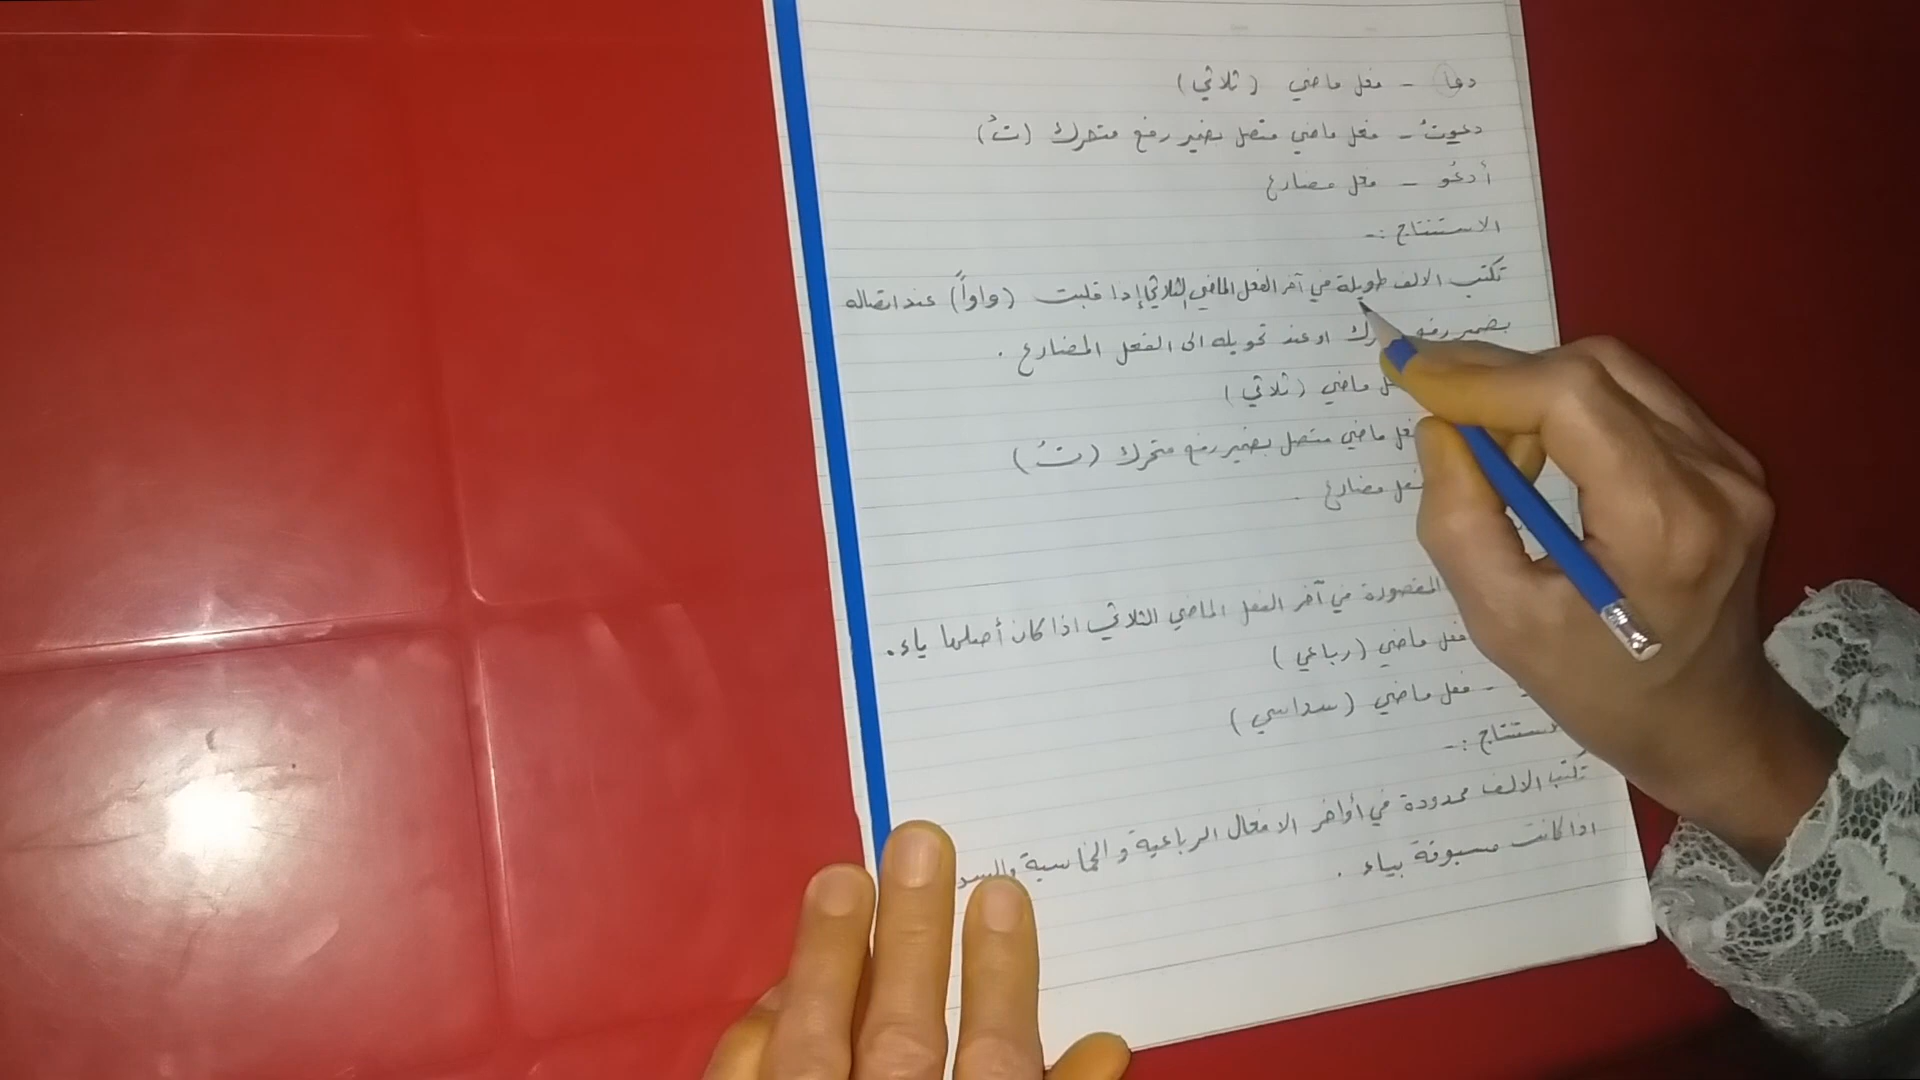 دعا - فعل ماضي (ثلاثي)
دعوتُ - فعل ماضي متصل بضمير رفع متحرك (تُ)
أدعُو - فعل مضارع
الاستنتاج :-
تكتب الالف طويلة في آخر الفعل الماضي الثلاثي إذا قلبت (واواً) عند اتصاله
بضمير رفع او عند تحويله الى الفعل المضارع .
ماضي (ثلاثي)
فعل ماضي متصل بضمير رفع متحرك (تُ)
فعل مضارع .
المقصورة في آخر الفعل الماضي الثلاثي اذا كان أصلها ياء .
فعل ماضي (رباعي)
- فعل ماضي (سداسي)
الاستنتاج :-
تكتب الالف ممدودة في أواخر الافعال الرباعية و الخماسية
اذا كانت مسبوقة بياء .